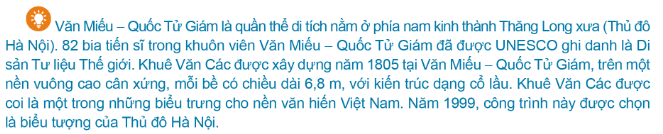 Văn Miếu – Quốc Tử Giám là quần thể di tích nằm ở phía nam kinh thành Thăng Long xưa (Thủ đô
Hà Nội). 82 bia tiến sĩ trong khuôn viên Văn Miếu – Quốc Tử Giám đã được UNESCO ghi danh là Di
sản Tư liệu Thế giới. Khuê Văn Các được xây dựng năm 1805 tại Văn Miếu – Quốc Tử Giám, trên một
nền vuông cao cân xứng, mỗi bề có chiều dài 6,8 m, với kiến trúc dạng cổ lầu. Khuê Văn Các được
coi là một trong những biểu trưng cho nền văn hiến Việt Nam. Năm 1999, công trình này được chọn
là biểu tượng của Thủ đô Hà Nội.